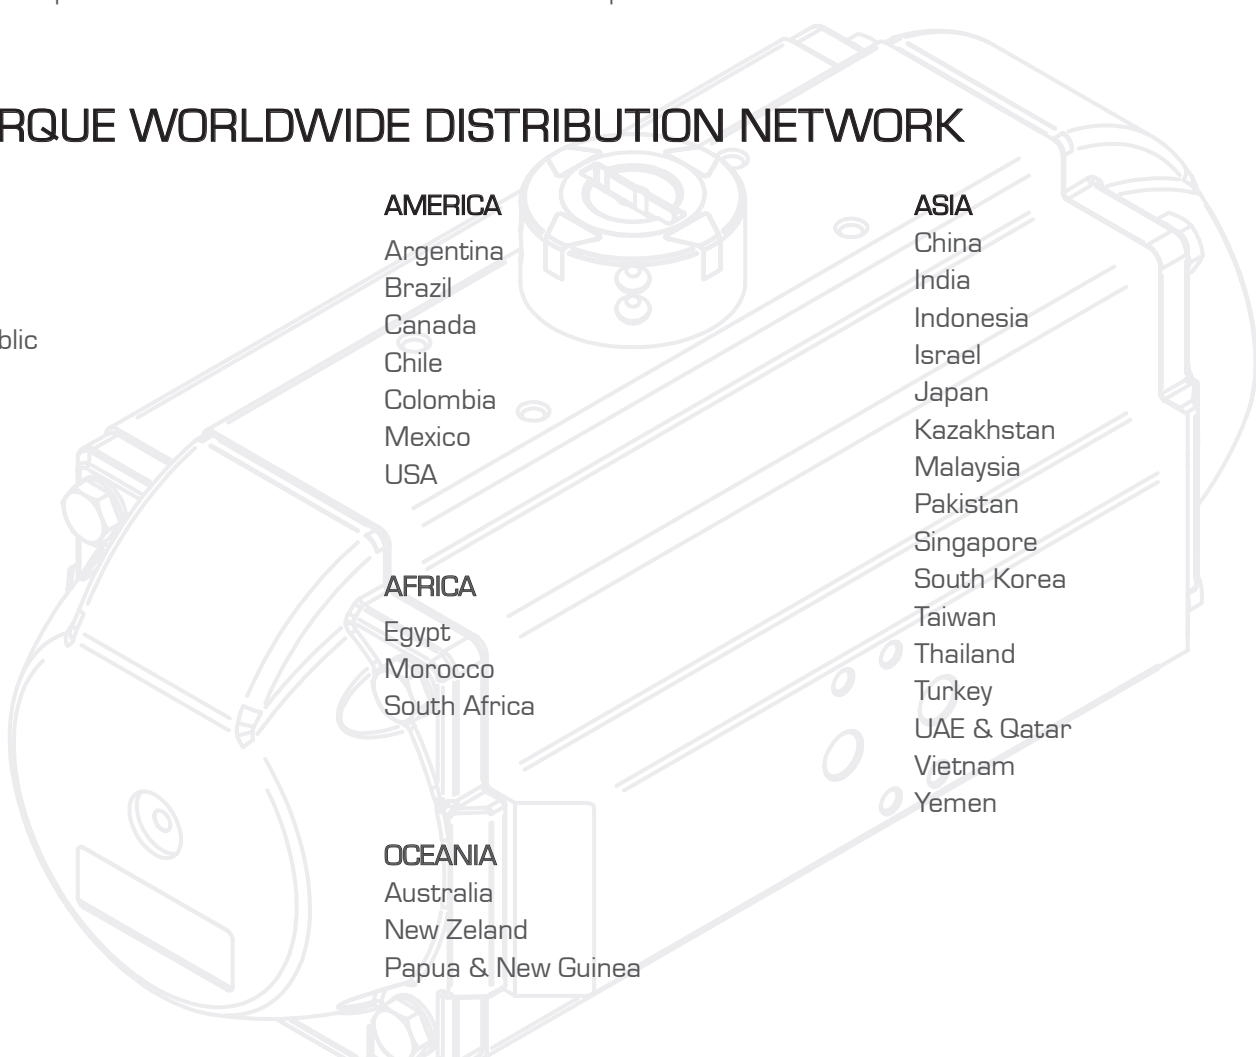 RQUE WORLDWIDE DISTRIBUTION NETWORK
blic
AMERICA
Argentina
Brazil
Canada
Chile
Colombia
Mexico
USA
AFRICA
Egypt
Morocco
South Africa
OCEANIA
Australia
New Zeland
Papua & New Guinea
ASIA
China
India
Indonesia
Israel
Japan
Kazakhstan
Malaysia
Pakistan
Singapore
South Korea
Taiwan
Thailand
Turkey
UAE & Qatar
Vietnam
Yemen